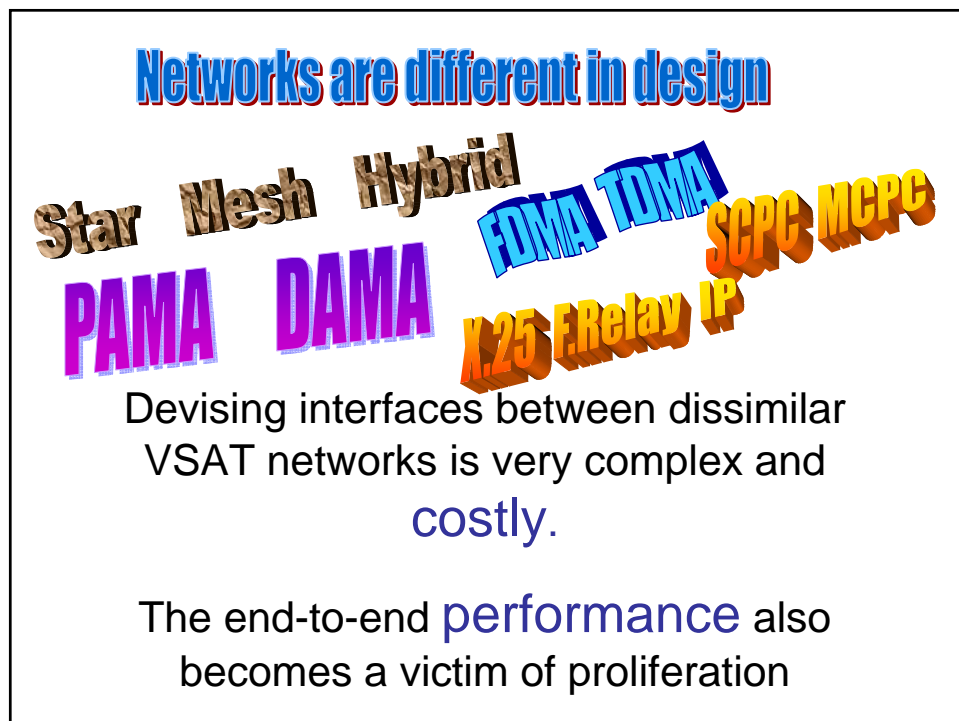 Networks are different in design
Star Mesh Hybrid
FDMA TDMA
SCPC MCPC
PAMA DAMA
X.25 F.Relay IP
Devising interfaces between dissimilar
VSAT networks is very complex and
costly.
The end-to-end performance also
becomes a victim of proliferation